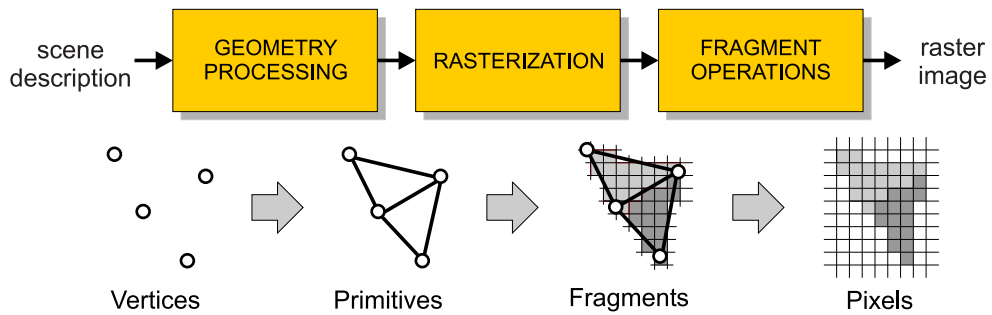 scene
description
GEOMETRY
PROCESSING
RASTERIZATION
FRAGMENT
OPERATIONS
raster
image
Vertices
Primitives
Fragments
Pixels